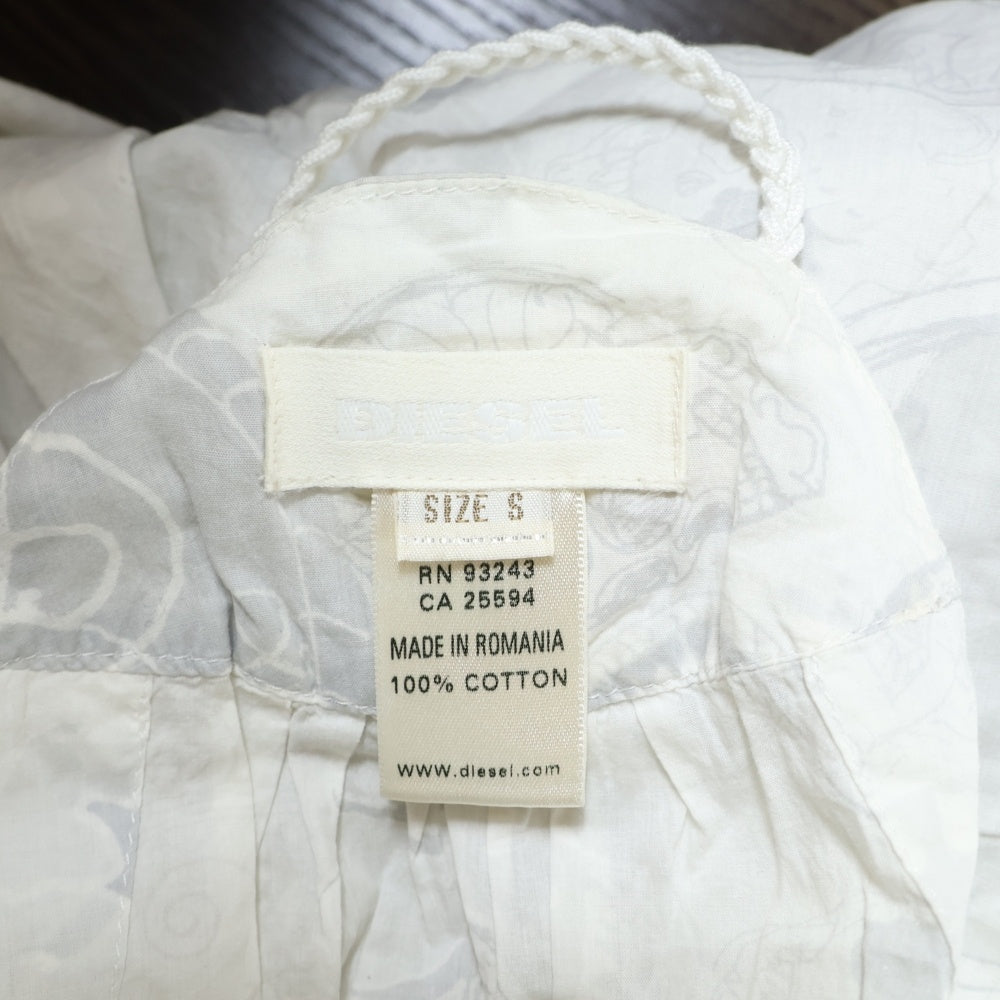 DIESEL
SIZE S
RN 93243
CA 25594
MADE IN ROMANIA
100% COTTON
www.diesel.com